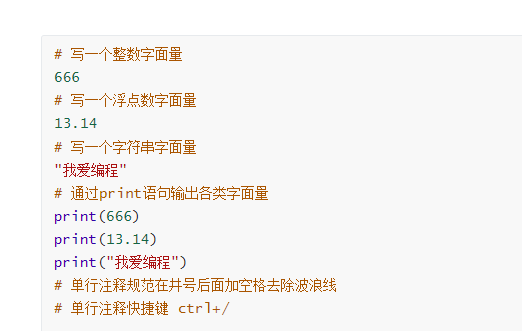 # 写一个整数字面量
666
# 写一个浮点数字面量
13.14
# 写一个字符串字面量
"我爱编程"
# 通过print语句输出各类字面量
print(666)
print(13.14)
print("我爱编程")
# 单行注释规范在井号后面加空格去除波浪线
# 单行注释快捷键 ctrl+/